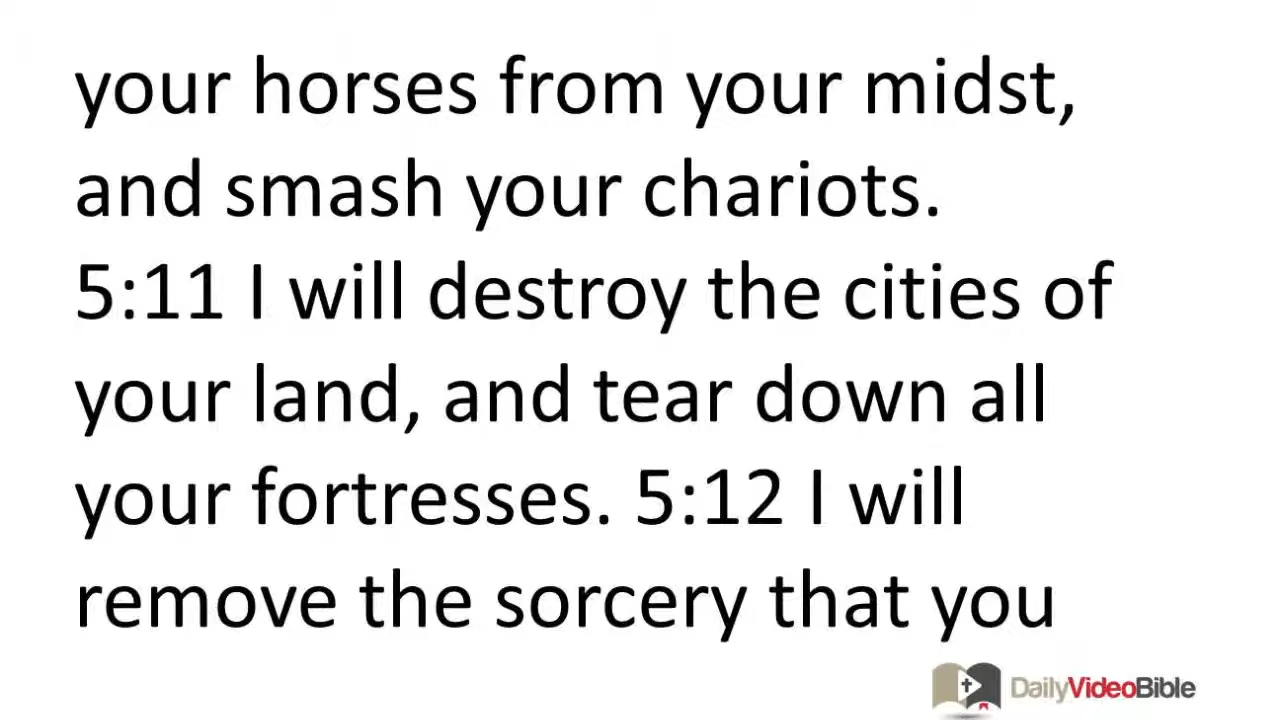 your horses from your midst,
and smash your chariots.
5:11 I will destroy the cities of
your land, and tear down all
your fortresses. 5:12 I will
remove the sorcery that you
DailyVideoBible